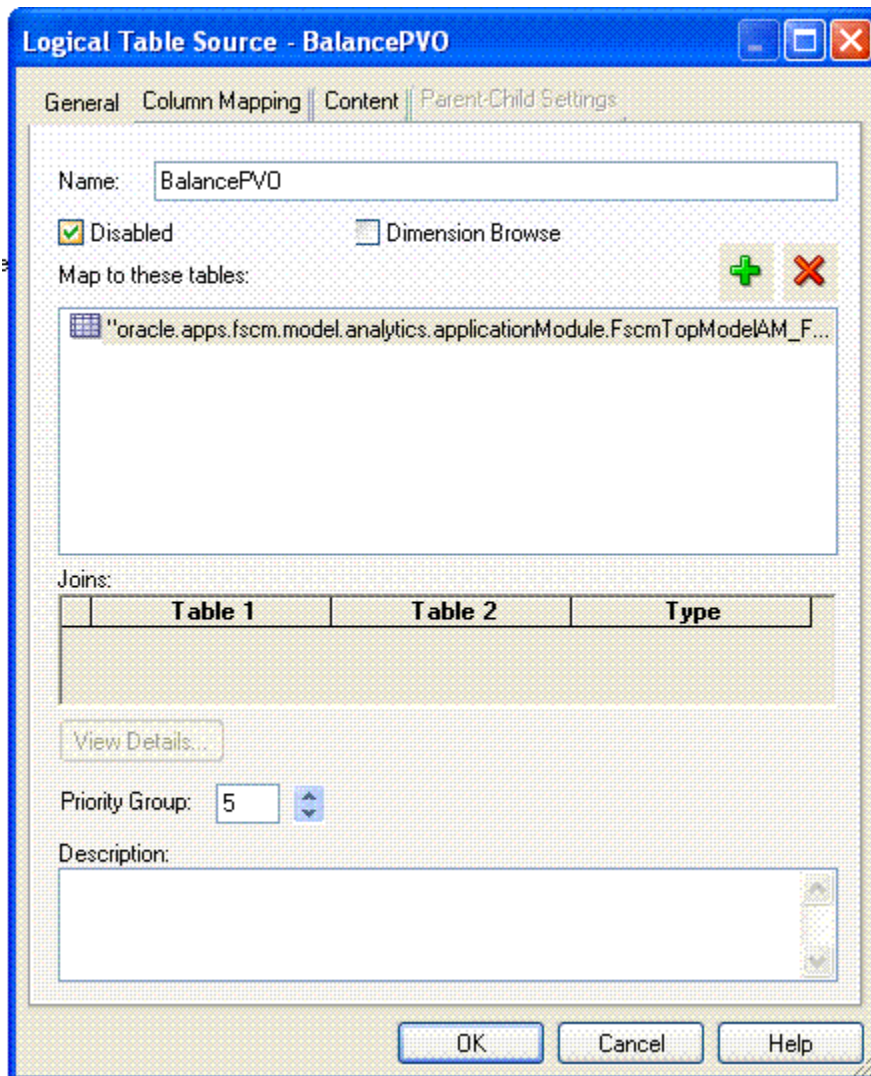 Logical Table Source - BalancePVO
General Column Mapping Content Parent-Child Settings
Name: BalancePVO
Disabled Dimension Browse
e
Map to these tables:
"oracle.apps.fscm.model.analytics.applicationModule.FscmTopModelAM_F...
Joins:
Table 1 Table 2 Type
View Details...
Priority Group: 5
Description:
OK Cancel Help